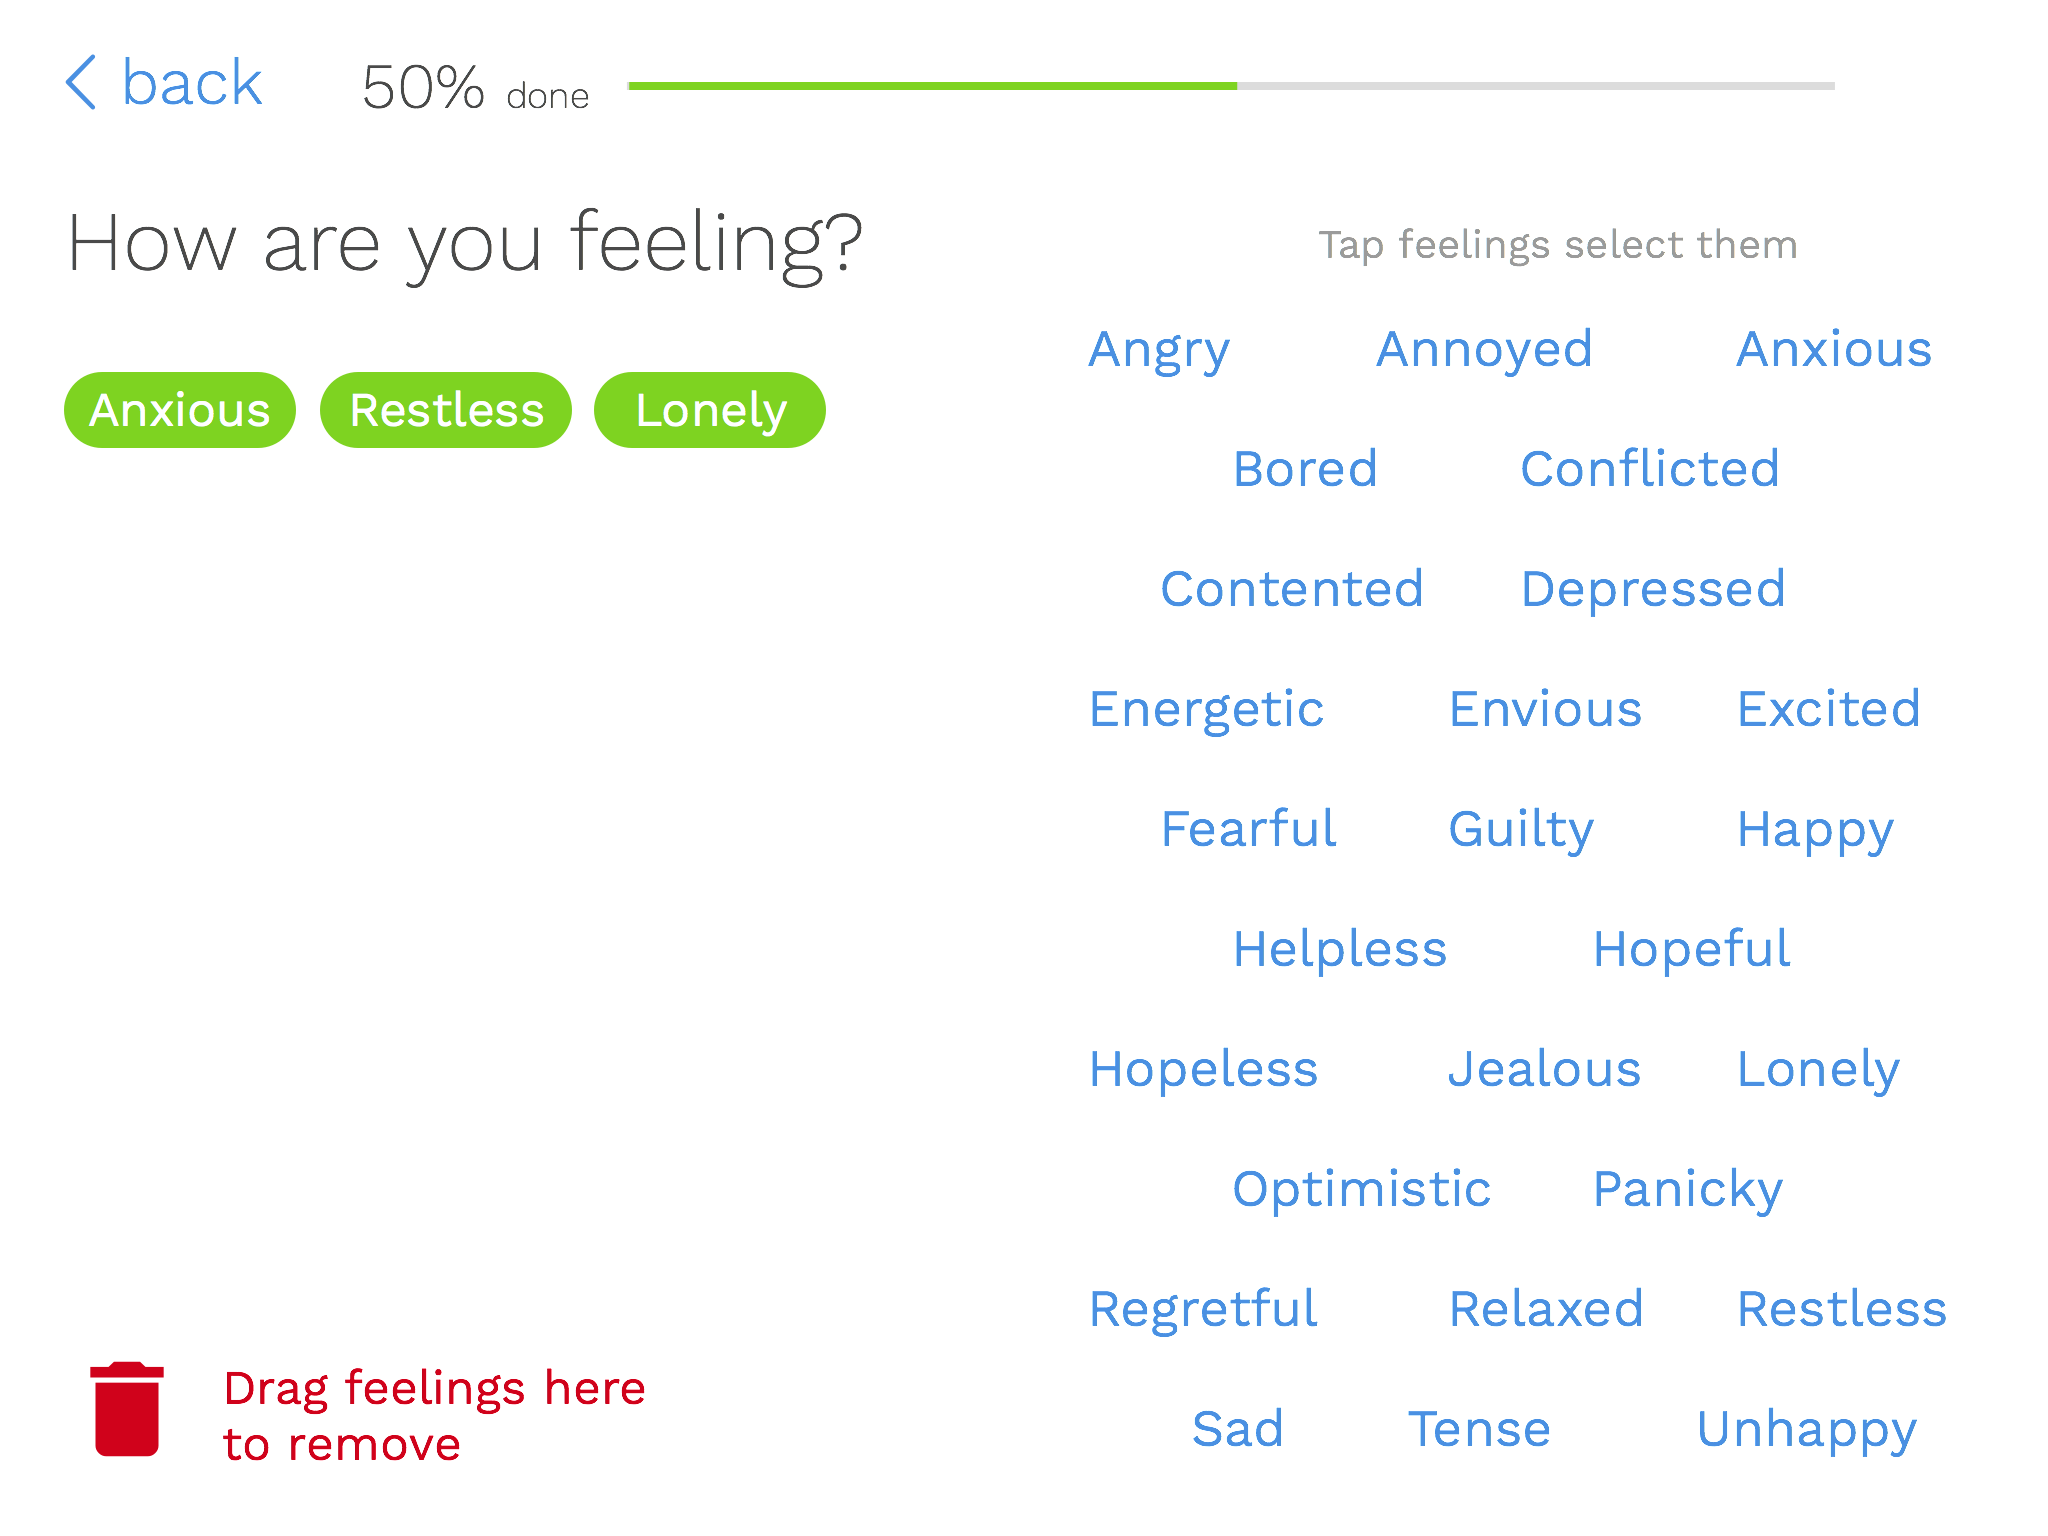 back
50% done
How are you feeling?
Anxious Restless Lonely
Tap feelings select them
Angry Annoyed Anxious
Bored Conflicted
Contented Depressed
Energetic Envious Excited
Fearful Guilty Happy
Helpless Hopeful
Hopeless Jealous Lonely
Optimistic Panicky
Regretful Relaxed Restless
Sad Tense Unhappy
Drag feelings here
to remove